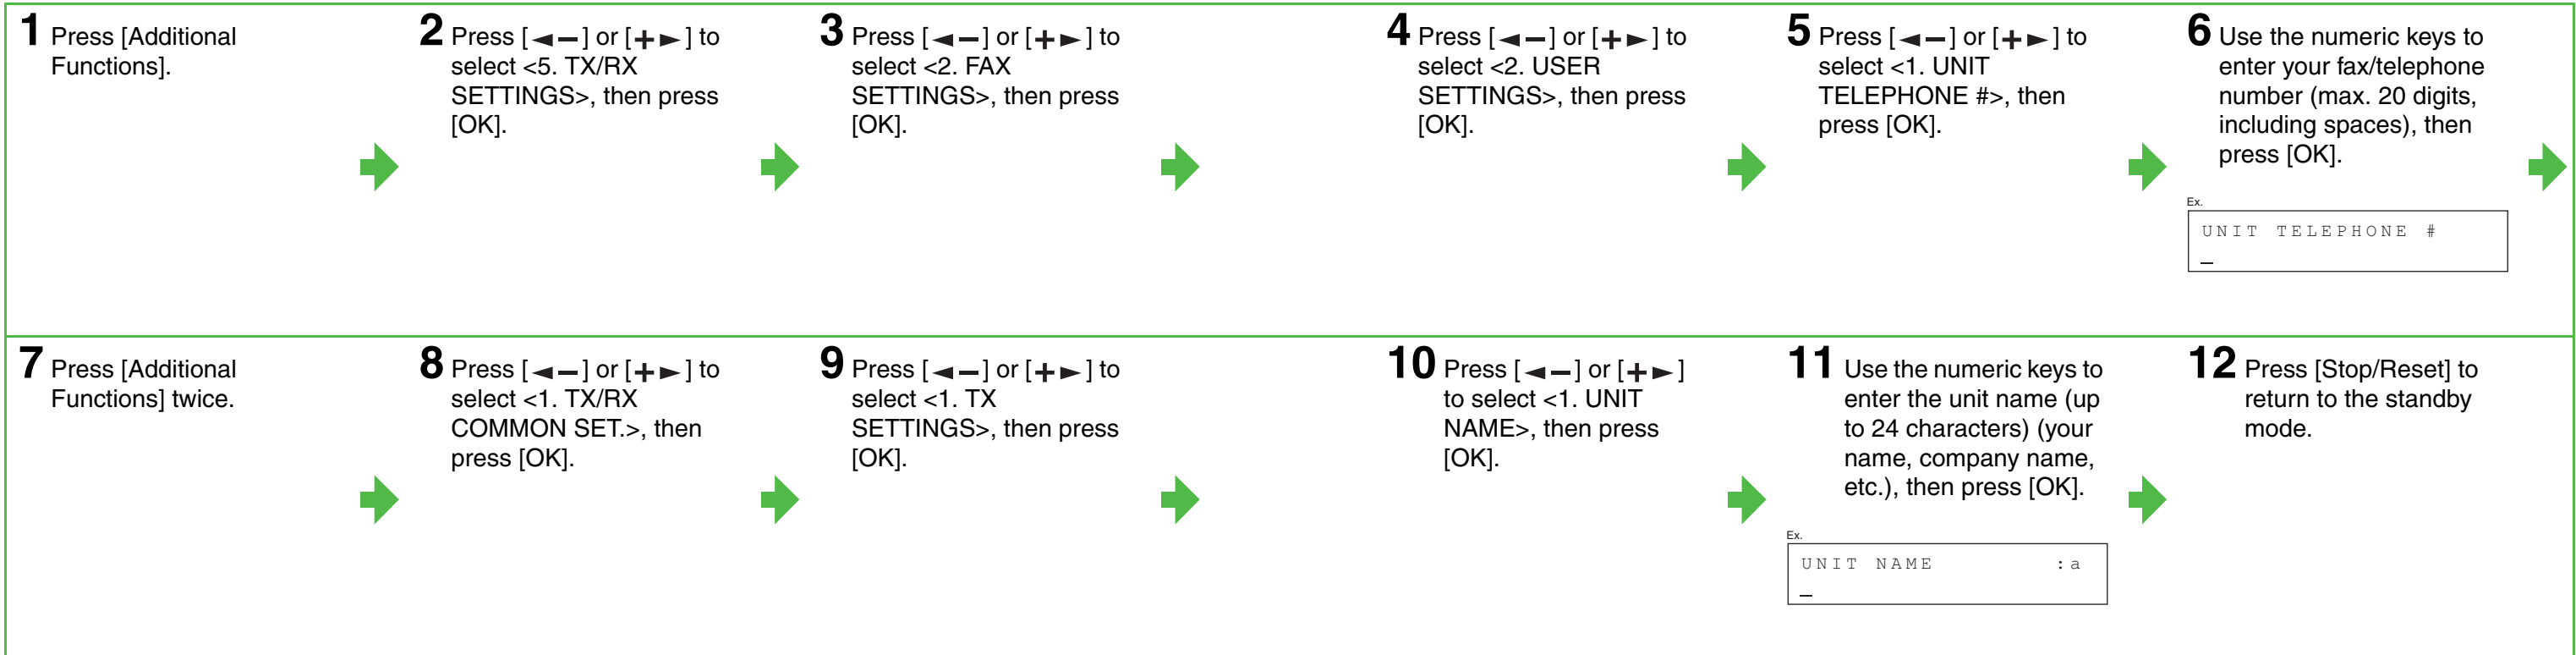 1 Press [Additional
Functions].
2 Press [◄−] or [+►] to
select <5. TX/RX
SETTINGS>, then press
[OK].
3 Press [◄−] or [+►] to
select <2. FAX
SETTINGS>, then press
[OK].
4 Press [◄−] or [+►] to
select <2. USER
SETTINGS>, then press
[OK].
5 Press [◄−] or [+►] to
select <1. UNIT
TELEPHONE #>, then
press [OK].
6 Use the numeric keys to
enter your fax/telephone
number (max. 20 digits,
including spaces), then
press [OK].
Ex.
UNIT TELEPHONE #
_
7 Press [Additional
Functions] twice.
8 Press [◄−] or [+►] to
select <1. TX/RX
COMMON SET.>, then
press [OK].
9 Press [◄−] or [+►] to
select <1. TX
SETTINGS>, then press
[OK].
10 Press [◄−] or [+►]
to select <1. UNIT
NAME>, then press
[OK].
11 Use the numeric keys to
enter the unit name (up
to 24 characters) (your
name, company name,
etc.), then press [OK].
Ex.
UNIT NAME :a
_
12 Press [Stop/Reset] to
return to the standby
mode.